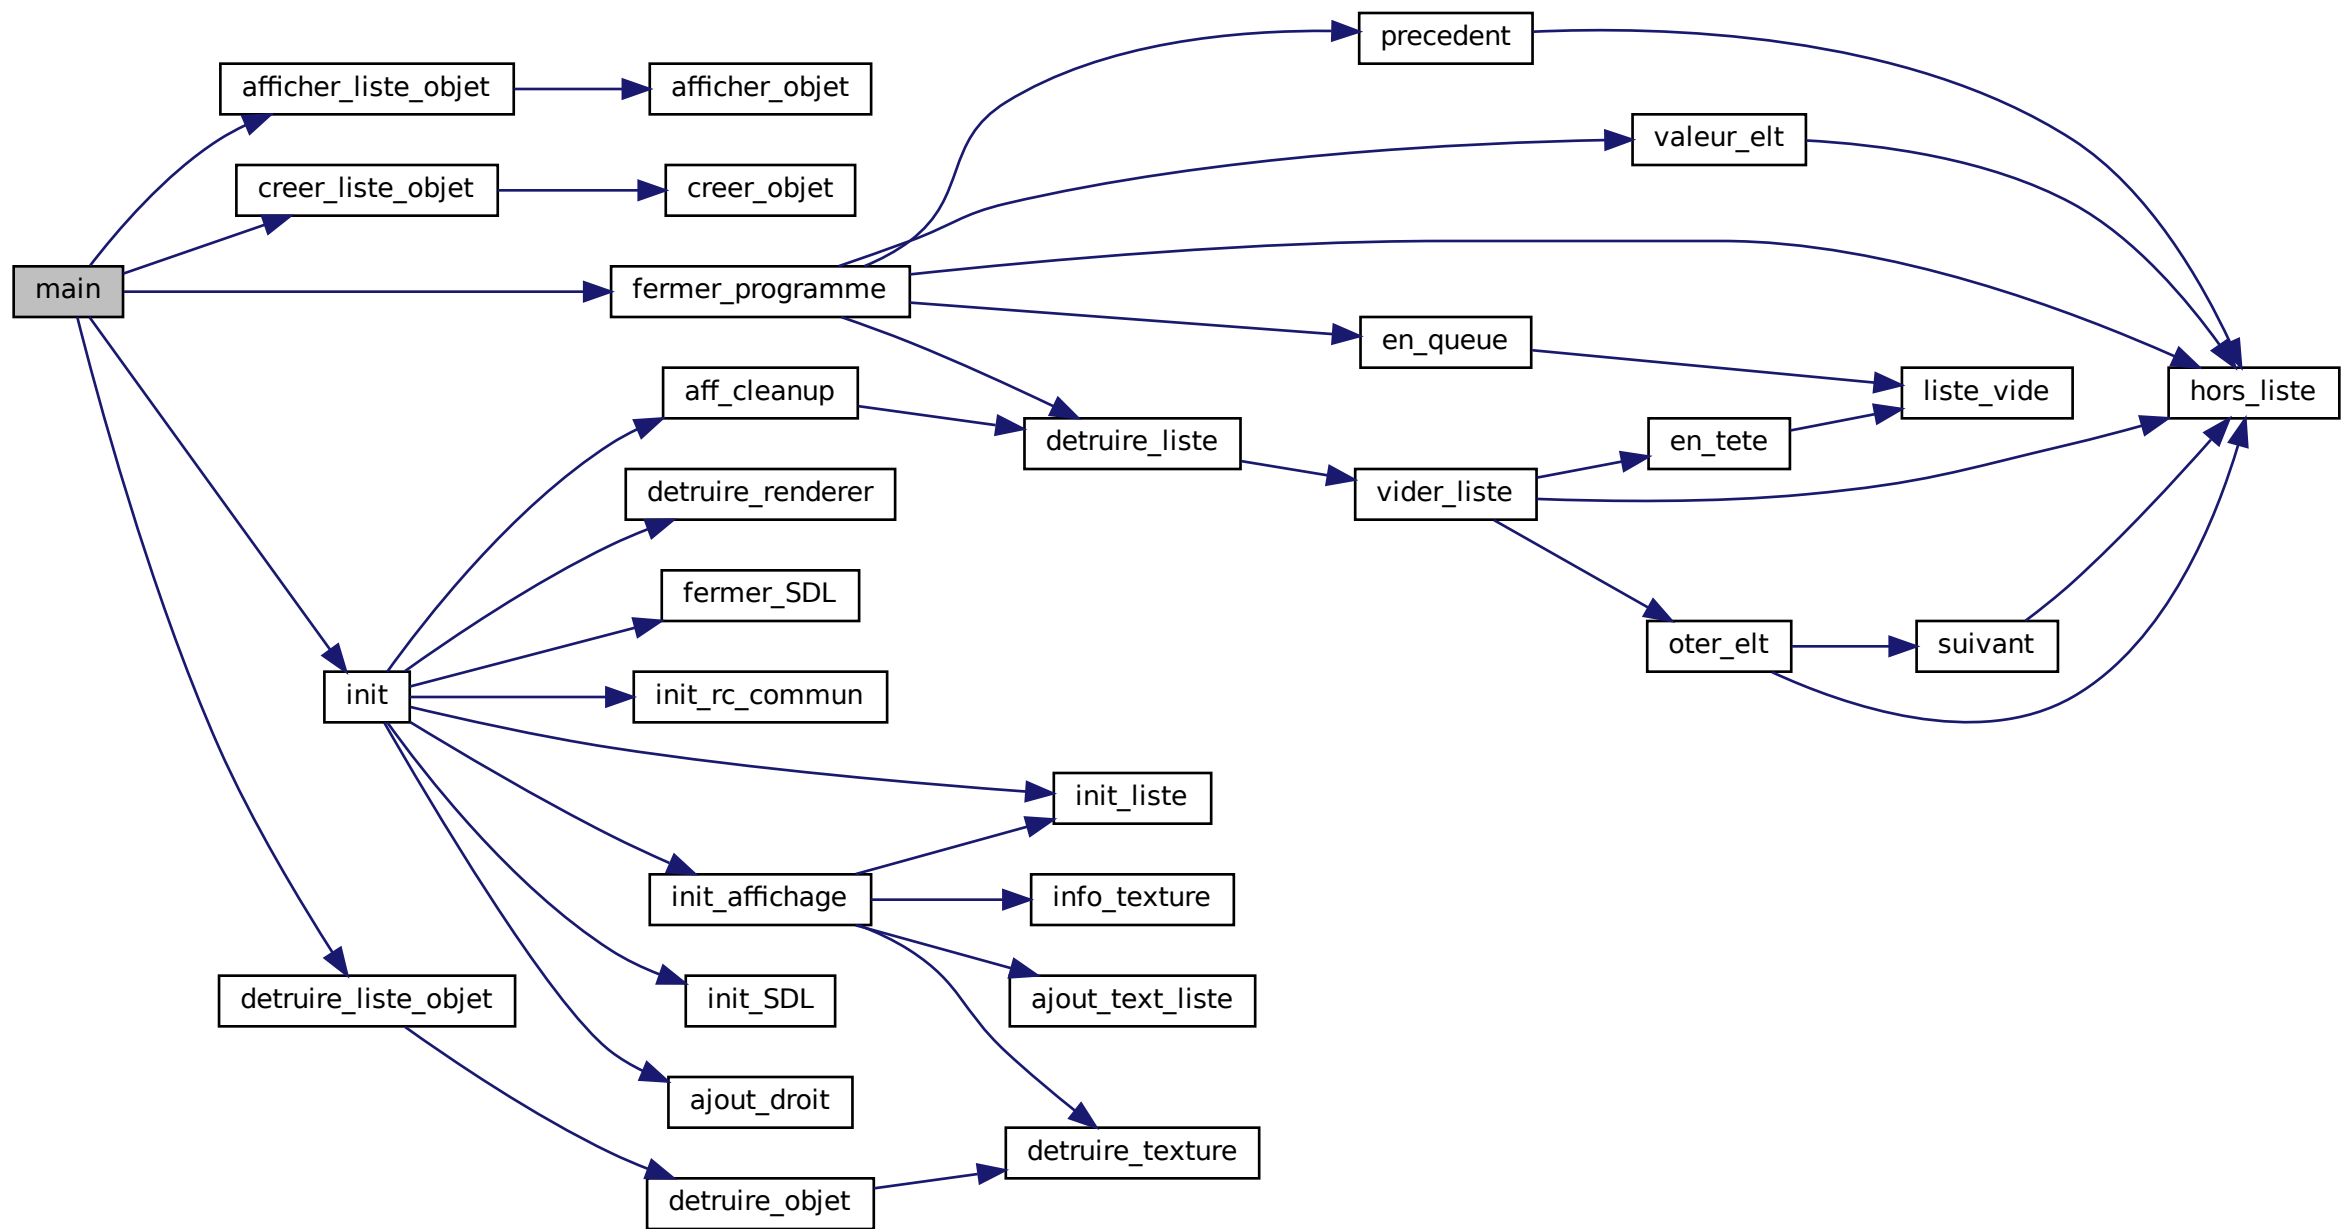 precedent
afficher_liste_objet
afficher_objet
valeur_elt
creer_liste_objet
creer_objet
main
fermer_programme
en_queue
aff_cleanup
liste_vide
hors_liste
detruire_liste
en_tete
detruire_renderer
vider_liste
fermer_SDL
oter_elt
suivant
init
init_rc_commun
init_liste
init_affichage
info_texture
detruire_liste_objet
init_SDL
ajout_text_liste
ajout_droit
detruire_texture
detruire_objet